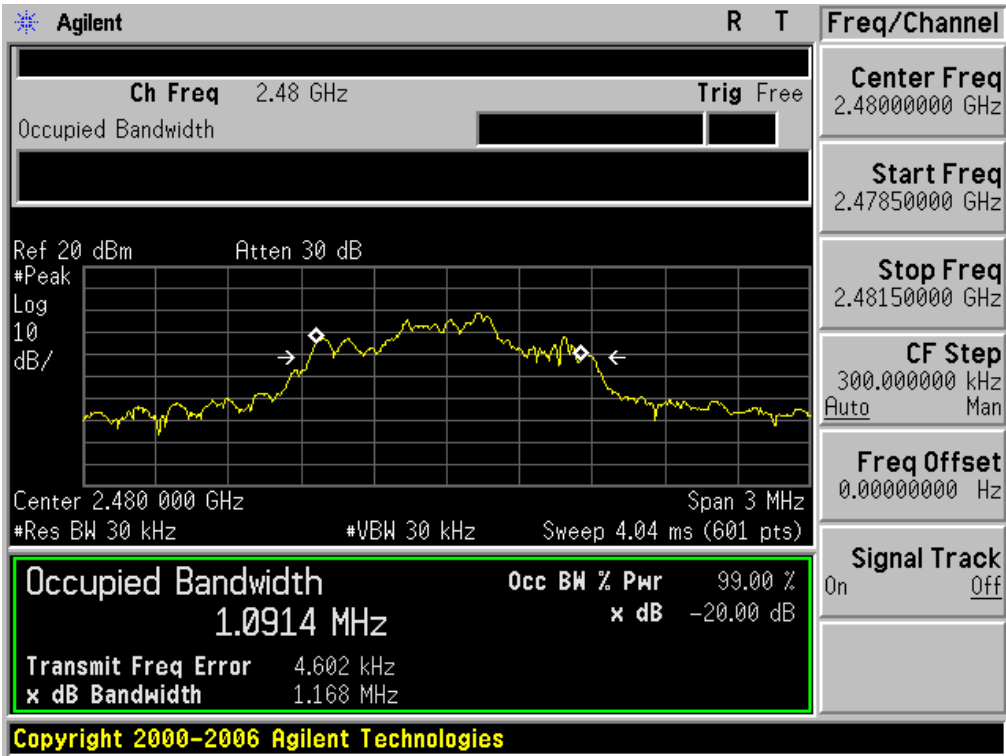 Agilent R T
Freq/Channel
Ch Freq 2.48 GHz Trig Free
Occupied Bandwidth
Center Freq
2.48000000 GHz
Start Freq
2.47850000 GHz
Stop Freq
2.48150000 GHz
CF Step
300.000000 kHz
Auto Man
Freq Offset
0.00000000 Hz
Signal Track
On Off
Ref 20 dBm Atten 30 dB
#Peak
Log
10
dB/
Center 2.480 000 GHz Span 3 MHz
#Res BW 30 kHz #VBW 30 kHz Sweep 4.04 ms (601 pts)
Occupied Bandwidth Occ BW % Pwr 99.00 %
1.0914 MHz x dB -20.00 dB
Transmit Freq Error 4.602 kHz
x dB Bandwidth 1.168 MHz
Copyright 2000-2006 Agilent Technologies